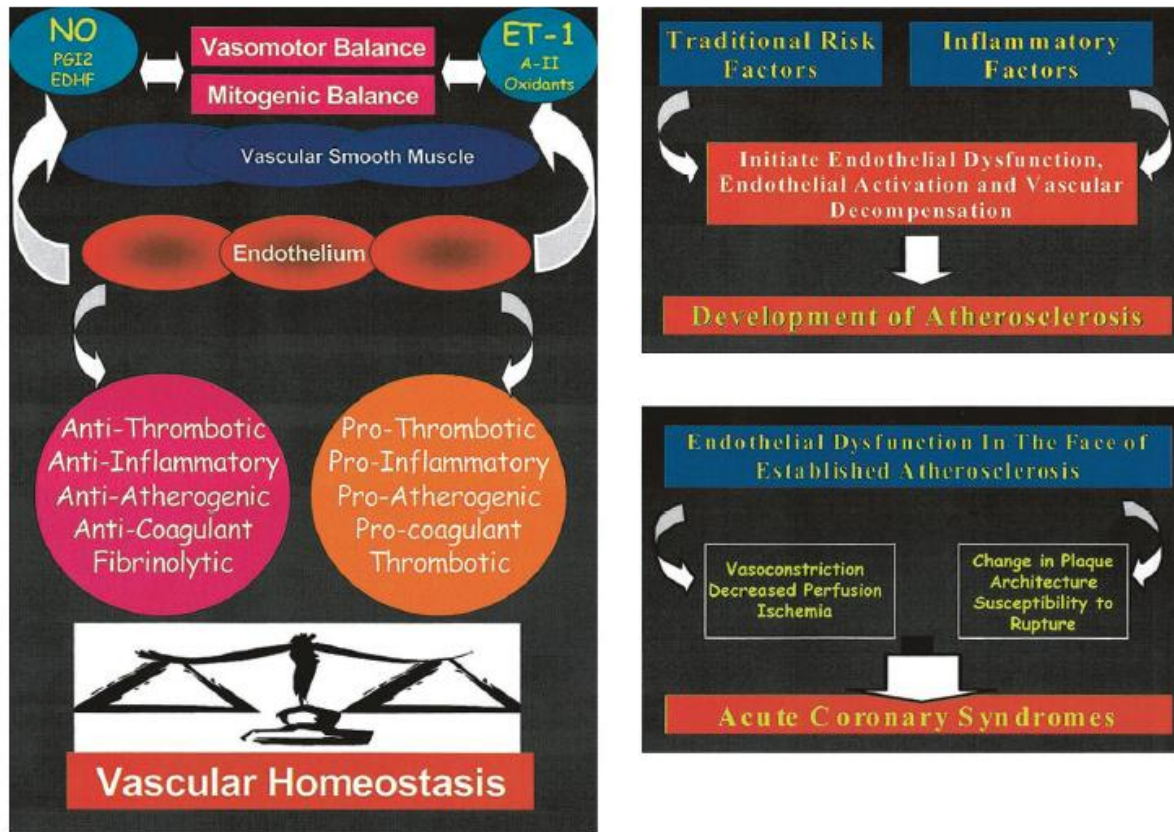 NO
PGI2
EDHF
Vasomotor Balance
Mitogenic Balance
ET-1
A-II
Oxidants
Vascular Smooth Muscle
Endothelium
Anti-Thrombotic
Anti-Inflammatory
Anti-Atherogenic
Anti-Coagulant
Fibrinolytic
Pro-Thrombotic
Pro-Inflammatory
Pro-Atherogenic
Pro-coagulant
Thrombotic
Vascular Homeostasis
Traditional Risk
Factors
Inflammatory
Factors
Initiate Endothelial Dysfunction,
Endothelial Activation and Vascular
Decompensation
Development of Atherosclerosis
Endothelial Dysfunction In The Face of
Established Atherosclerosis
Vasoconstriction
Decreased Perfusion
Ischemia
Change in Plaque
Architecture
Susceptibility to
Rupture
Acute Coronary Syndromes